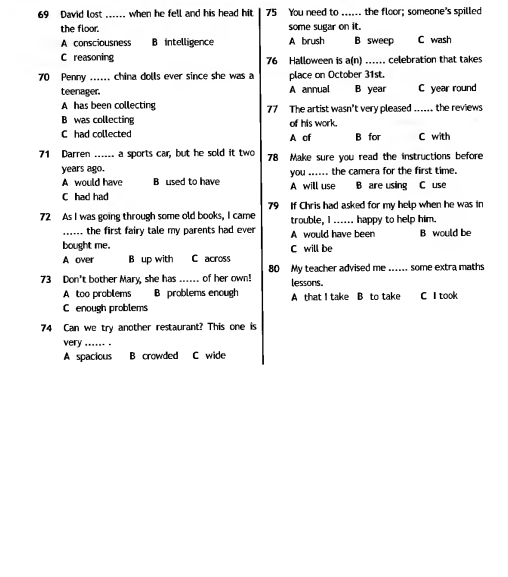 69 David lost ...... when he fell and his head hit
the floor.
A consciousness B intelligence
C reasoning
70 Penny ...... china dolls ever since she was a
teenager.
A has been collecting
B was collecting
C had collected
71 Darren ...... a sports car, but he sold it two
years ago.
A would have B used to have
C had had
72 As I was going through some old books, I came
...... the first fairy tale my parents had ever
bought me.
A over B up with C across
73 Don't bother Mary, she has ...... of her own!
A too problems B problems enough
C enough problems
74 Can we try another restaurant? This one is
very ...... .
A spacious B crowded C wide
75 You need to ...... the floor; someone's spilled
some sugar on it.
A brush B sweep C wash
76 Halloween is a(n) ...... celebration that takes
place on October 31st.
A annual B year C year round
77 The artist wasn't very pleased ...... the reviews
of his work.
A of B for C with
78 Make sure you read the instructions before
you ...... the camera for the first time.
A will use B are using C use
79 If Chris had asked for my help when he was in
trouble, I ...... happy to help him.
A would have been B would be
C will be
80 My teacher advised me ...... some extra maths
lessons.
A that I take B to take C I took